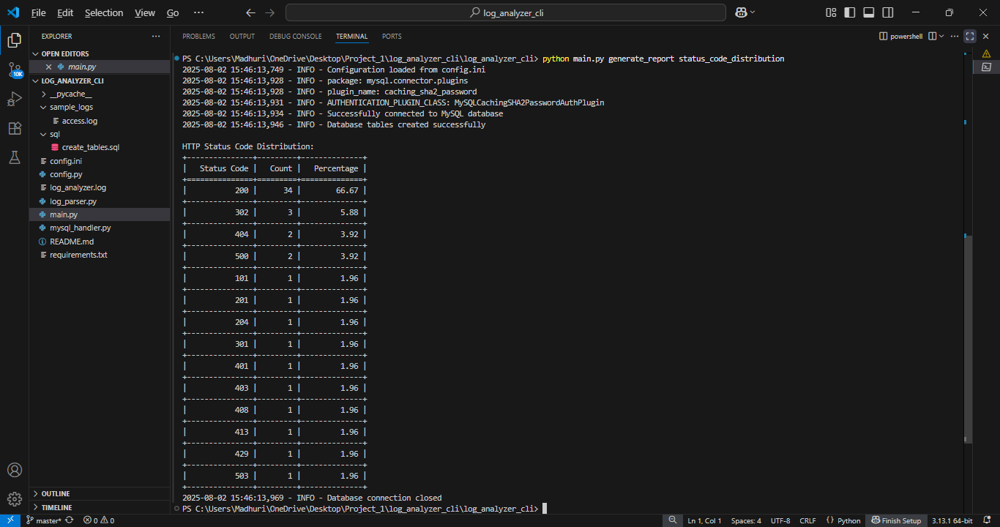 File Edit Selection View Go ··· log_analyzer_cli
EXPLORER ···
OPEN EDITORS
main.py
LOG_ANALYZER_CLI
__pycache__
sample_logs
access.log
sql
create_tables.sql
config.ini
config.py
log_analyzer.log
log_parser.py
main.py
mysql_handler.py
README.md
requirements.txt
OUTLINE
TIMELINE
10K
PROBLEMS OUTPUT DEBUG CONSOLE TERMINAL PORTS powershell ···
PS C:\Users\Madhuri\OneDrive\Desktop\Project_1\log_analyzer_cli\log_analyzer_cli> python main.py generate_report status_code_distribution
2025-08-02 15:46:13,749 - INFO - Configuration loaded from config.ini
2025-08-02 15:46:13,928 - INFO - package: mysql.connector.plugins
2025-08-02 15:46:13,928 - INFO - plugin_name: caching_sha2_password
2025-08-02 15:46:13,931 - INFO - AUTHENTICATION_PLUGIN_CLASS: MySQLCachingSHA2PasswordAuthPlugin
2025-08-02 15:46:13,934 - INFO - Successfully connected to MySQL database
2025-08-02 15:46:13,946 - INFO - Database tables created successfully
HTTP Status Code Distribution:
+---------------+---------+--------------+
| Status Code | Count | Percentage |
+===============+=========+==============+
| 200 | 34 | 66.67 |
+---------------+---------+--------------+
| 302 | 3 | 5.88 |
+---------------+---------+--------------+
| 404 | 2 | 3.92 |
+---------------+---------+--------------+
| 500 | 2 | 3.92 |
+---------------+---------+--------------+
| 101 | 1 | 1.96 |
+---------------+---------+--------------+
| 201 | 1 | 1.96 |
+---------------+---------+--------------+
| 204 | 1 | 1.96 |
+---------------+---------+--------------+
| 301 | 1 | 1.96 |
+---------------+---------+--------------+
| 401 | 1 | 1.96 |
+---------------+---------+--------------+
| 403 | 1 | 1.96 |
+---------------+---------+--------------+
| 408 | 1 | 1.96 |
+---------------+---------+--------------+
| 413 | 1 | 1.96 |
+---------------+---------+--------------+
| 429 | 1 | 1.96 |
+---------------+---------+--------------+
| 503 | 1 | 1.96 |
+---------------+---------+--------------+
2025-08-02 15:46:13,969 - INFO - Database connection closed
PS C:\Users\Madhuri\OneDrive\Desktop\Project_1\log_analyzer_cli\log_analyzer_cli>
master* 0 0 Ln 1, Col 1 Spaces: 4 UTF-8 CRLF {} Python Finish Setup 3.13.1 64-bit